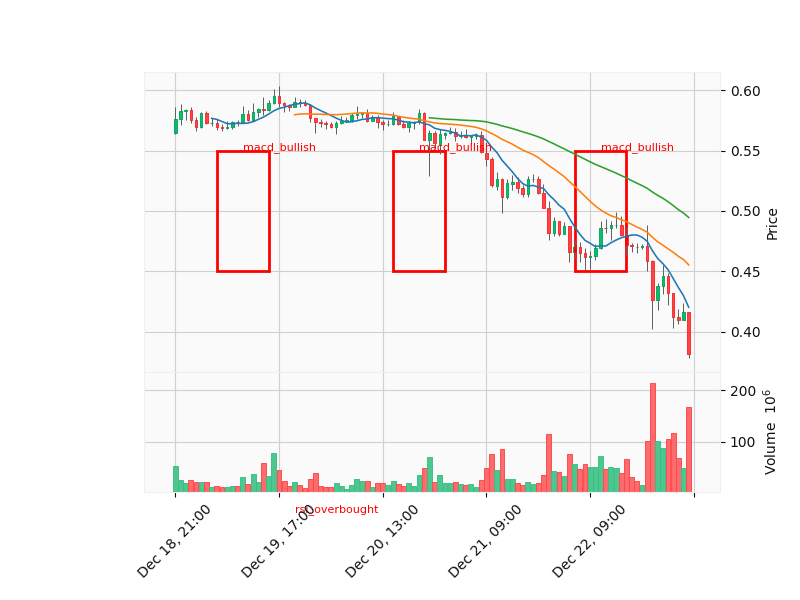 0.60
macd_bullish
macd_bullish
macd_bullish
0.55
0.50
Price
0.45
0.40
200
100
Volume 10^6
rsi_overbought
Dec 18, 21:00
Dec 19, 17:00
Dec 20, 13:00
Dec 21, 09:00
Dec 22, 09:00